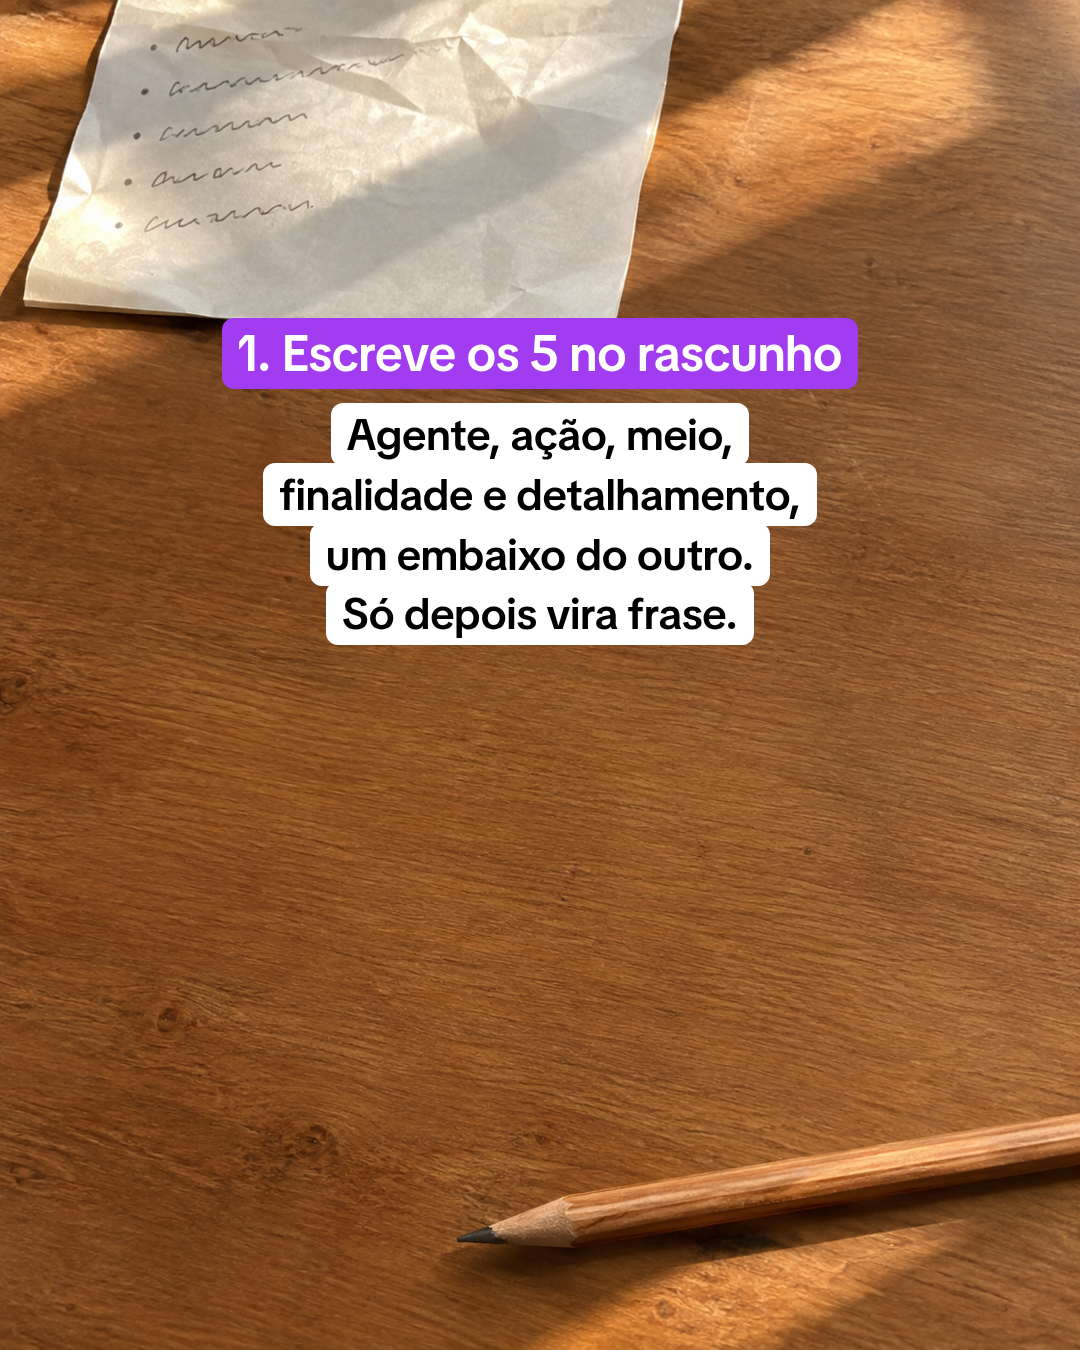 1. Escreve os 5 no rascunho
Agente, ação, meio,
finalidade e detalhamento,
um embaixo do outro.
Só depois vira frase.